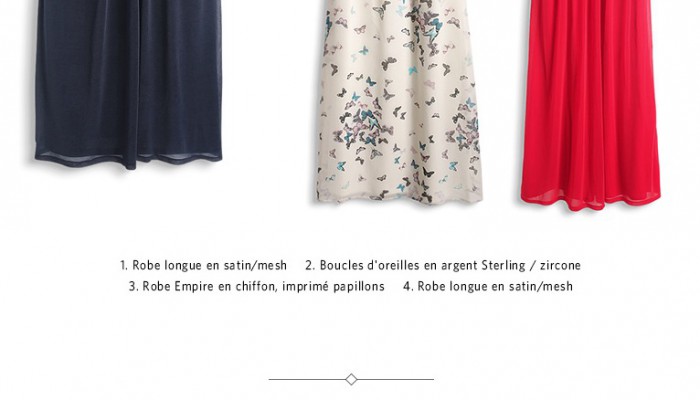 1. Robe longue en satin/mesh 2. Boucles d'oreilles en argent Sterling / zircone
3. Robe Empire en chiffon, imprimé papillons 4. Robe longue en satin/mesh